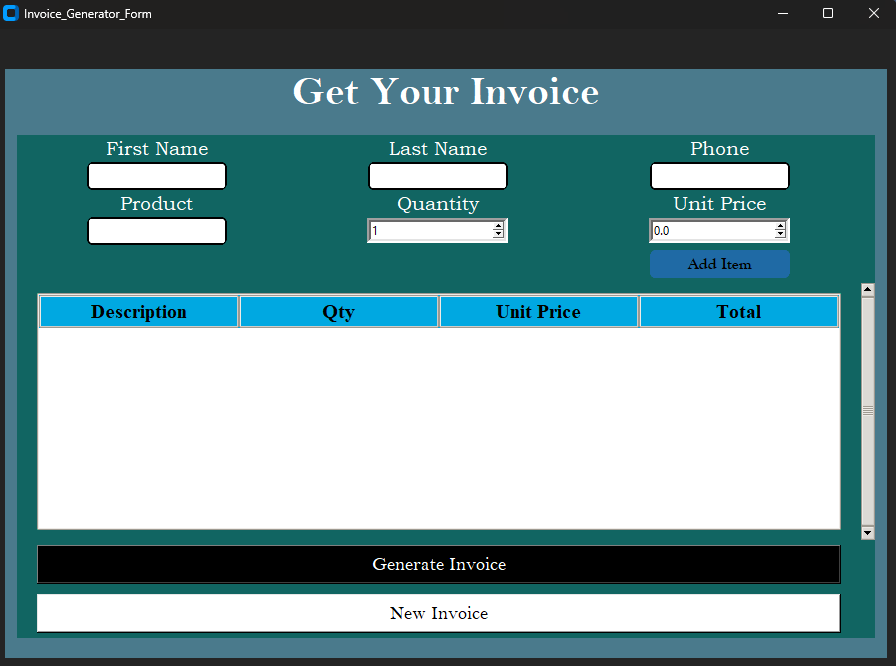 Invoice_Generator_Form
Get Your Invoice
First Name Last Name Phone
Product Quantity Unit Price
1 0.0
Add Item
Description Qty Unit Price Total
Generate Invoice
New Invoice